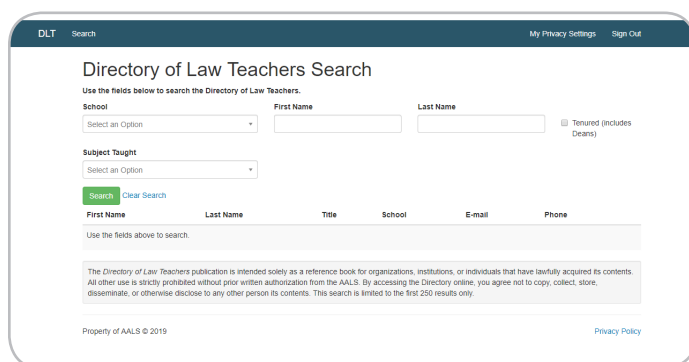 DLT Search My Privacy Settings Sign Out
Directory of Law Teachers Search
Use the fields below to search the Directory of Law Teachers.
School First Name Last Name
Select an Option Tenured (includes
Deans)
Subject Taught
Select an Option
Search Clear Search
First Name Last Name Title School E-mail Phone
Use the fields above to search.
The Directory of Law Teachers publication is intended solely as a reference book for organizations, institutions, or individuals that have lawfully acquired its contents.
All other use is strictly prohibited without prior written authorization from the AALS. By accessing the Directory online, you agree not to copy, collect, store,
disseminate, or otherwise disclose to any other person its contents. This search is limited to the first 250 results only.
Property of AALS © 2019 Privacy Policy